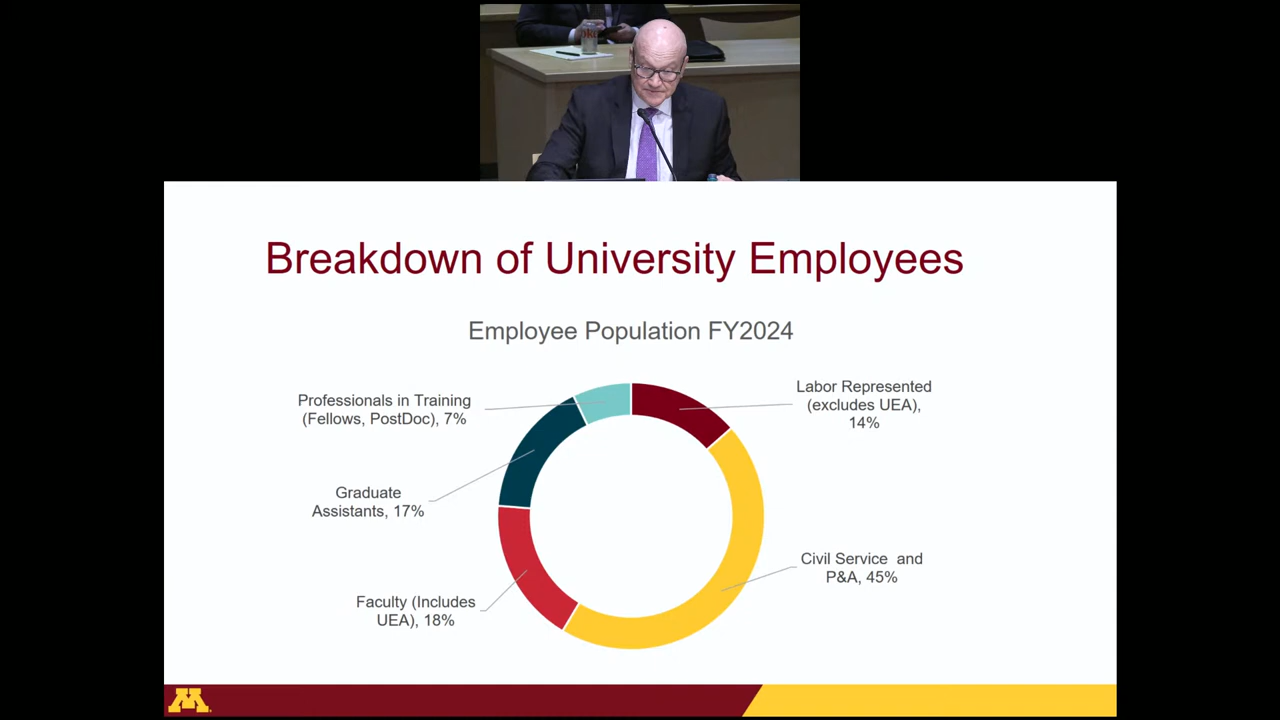 Breakdown of University Employees
Employee Population FY2024
Professionals in Training
(Fellows, PostDoc), 7%
Labor Represented
(excludes UEA),
14%
Graduate
Assistants, 17%
Civil Service and
P&A, 45%
Faculty (Includes
UEA), 18%
M